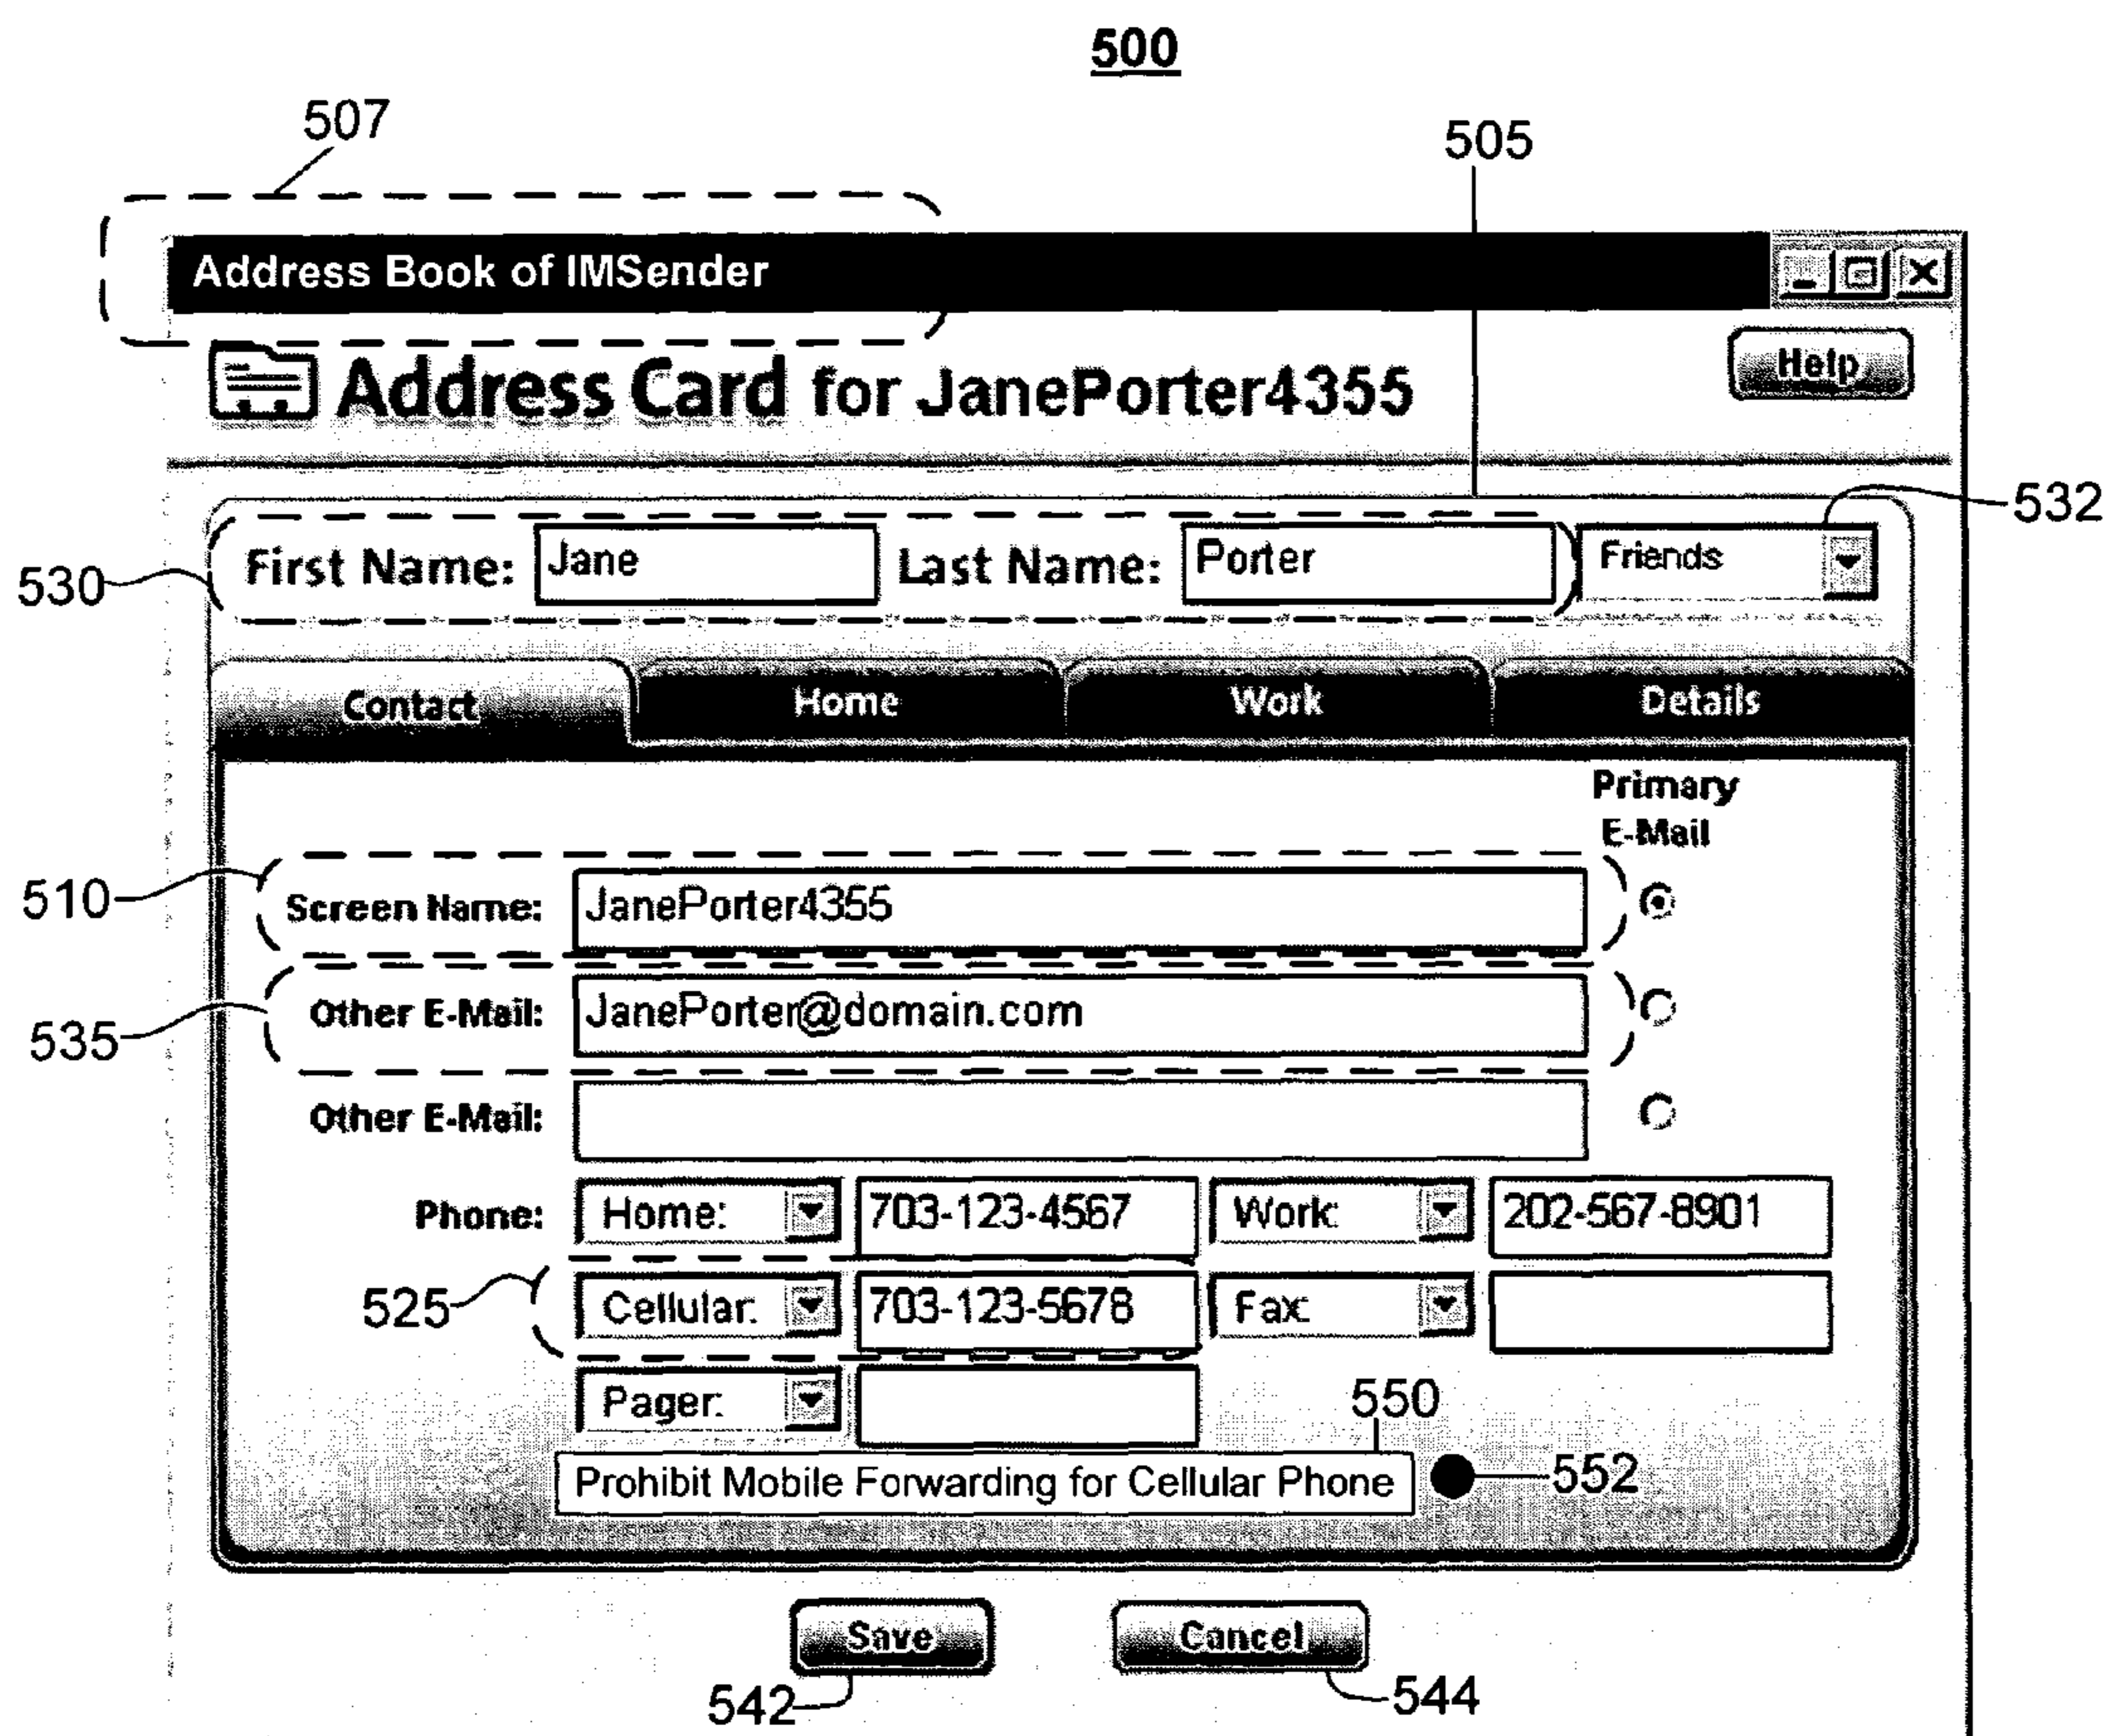 500
507
505
Address Book of IMSender
Address Card for JanePorter4355
Help
532
530
First Name: Jane Last Name: Porter Friends
Contact Home Work Details
Primary
E-Mail
510
Screen Name: JanePorter4355
535
Other E-Mail: JanePorter@domain.com
Other E-Mail:
Phone: Home: 703-123-4567 Work: 202-567-8901
525
Cellular: 703-123-5678 Fax:
Pager:
550
Prohibit Mobile Forwarding for Cellular Phone
552
Save Cancel
542 544